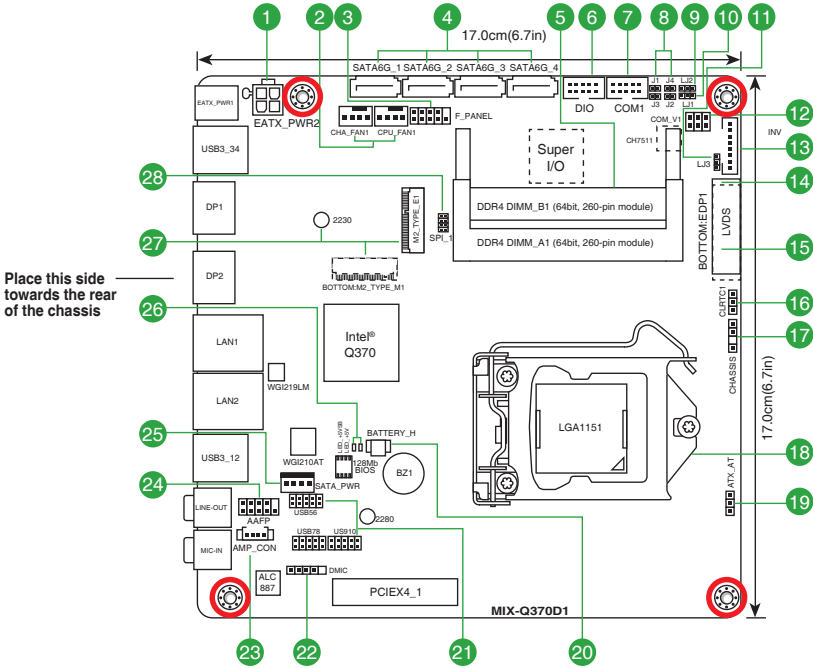 1
2
3
4
5
6
7
8
9
10
11
17.0cm(6.7in)
SATA6G_1
SATA6G_2
SATA6G_3
SATA6G_4
J1
J4
LJ2
EATX_PWR1
EATX_PWR2
CHA_FAN1
CPU_FAN1
F_PANEL
DIO
COM1
J3
J2
LJ1
12
COM_V1
INV
13
USB3_34
Super
I/O
CH7511
LJ3
28
14
DP1
2230
M2_TYPE_E1
SPI_1
DDR4 DIMM_B1 (64bit, 260-pin module)
BOTTOM:EDP1
LVDS
27
DDR4 DIMM_A1 (64bit, 260-pin module)
15
Place this side
towards the rear
of the chassis
DP2
BOTTOM:M2_TYPE_M1
26
CLRTC1
16
LAN1
Intel®
Q370
17
WGI219LM
CHASSIS
17.0cm(6.7in)
LAN2
LGA1151
25
LED_+5VSB
LED_+5V
BATTERY_H
USB3_12
WGI210AT
128Mb
BIOS
BZ1
18
24
SATA_PWR
ATX_AT
19
LINE-OUT
AAFP
USB56
2280
MIC-IN
AMP_CON
USB78
US910
ALC
887
DMIC
PCIEX4_1
MIX-Q370D1
23
22
21
20